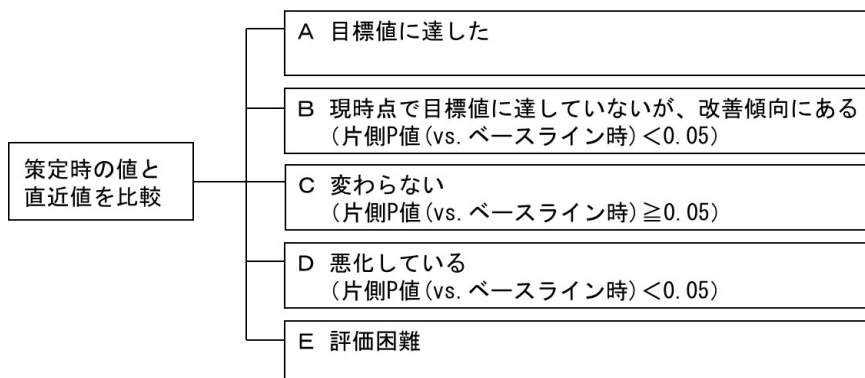 策定時の値と
直近値を比較
A 目標値に達した
B 現時点で目標値に達していないが、改善傾向にある
(片側P値(vs. ベースライン時)<0.05)
C 変わらない
(片側P値(vs. ベースライン時)≧0.05)
D 悪化している
(片側P値(vs. ベースライン時)<0.05)
E 評価困難